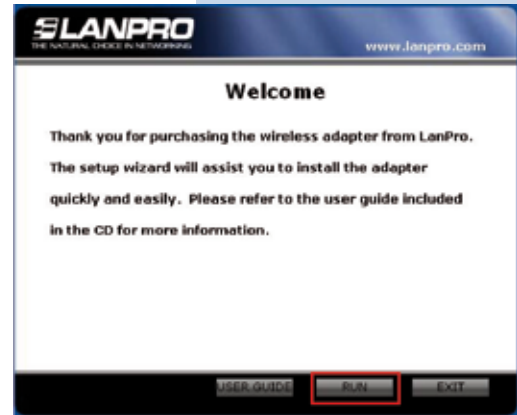 LANPRO
THE NATURAL CHOICE IN NETWORKING
www.lanpro.com
Welcome
Thank you for purchasing the wireless adapter from LanPro.
The setup wizard will assist you to install the adapter
quickly and easily. Please refer to the user guide included
in the CD for more information.
USER GUIDE
RUN
EXIT